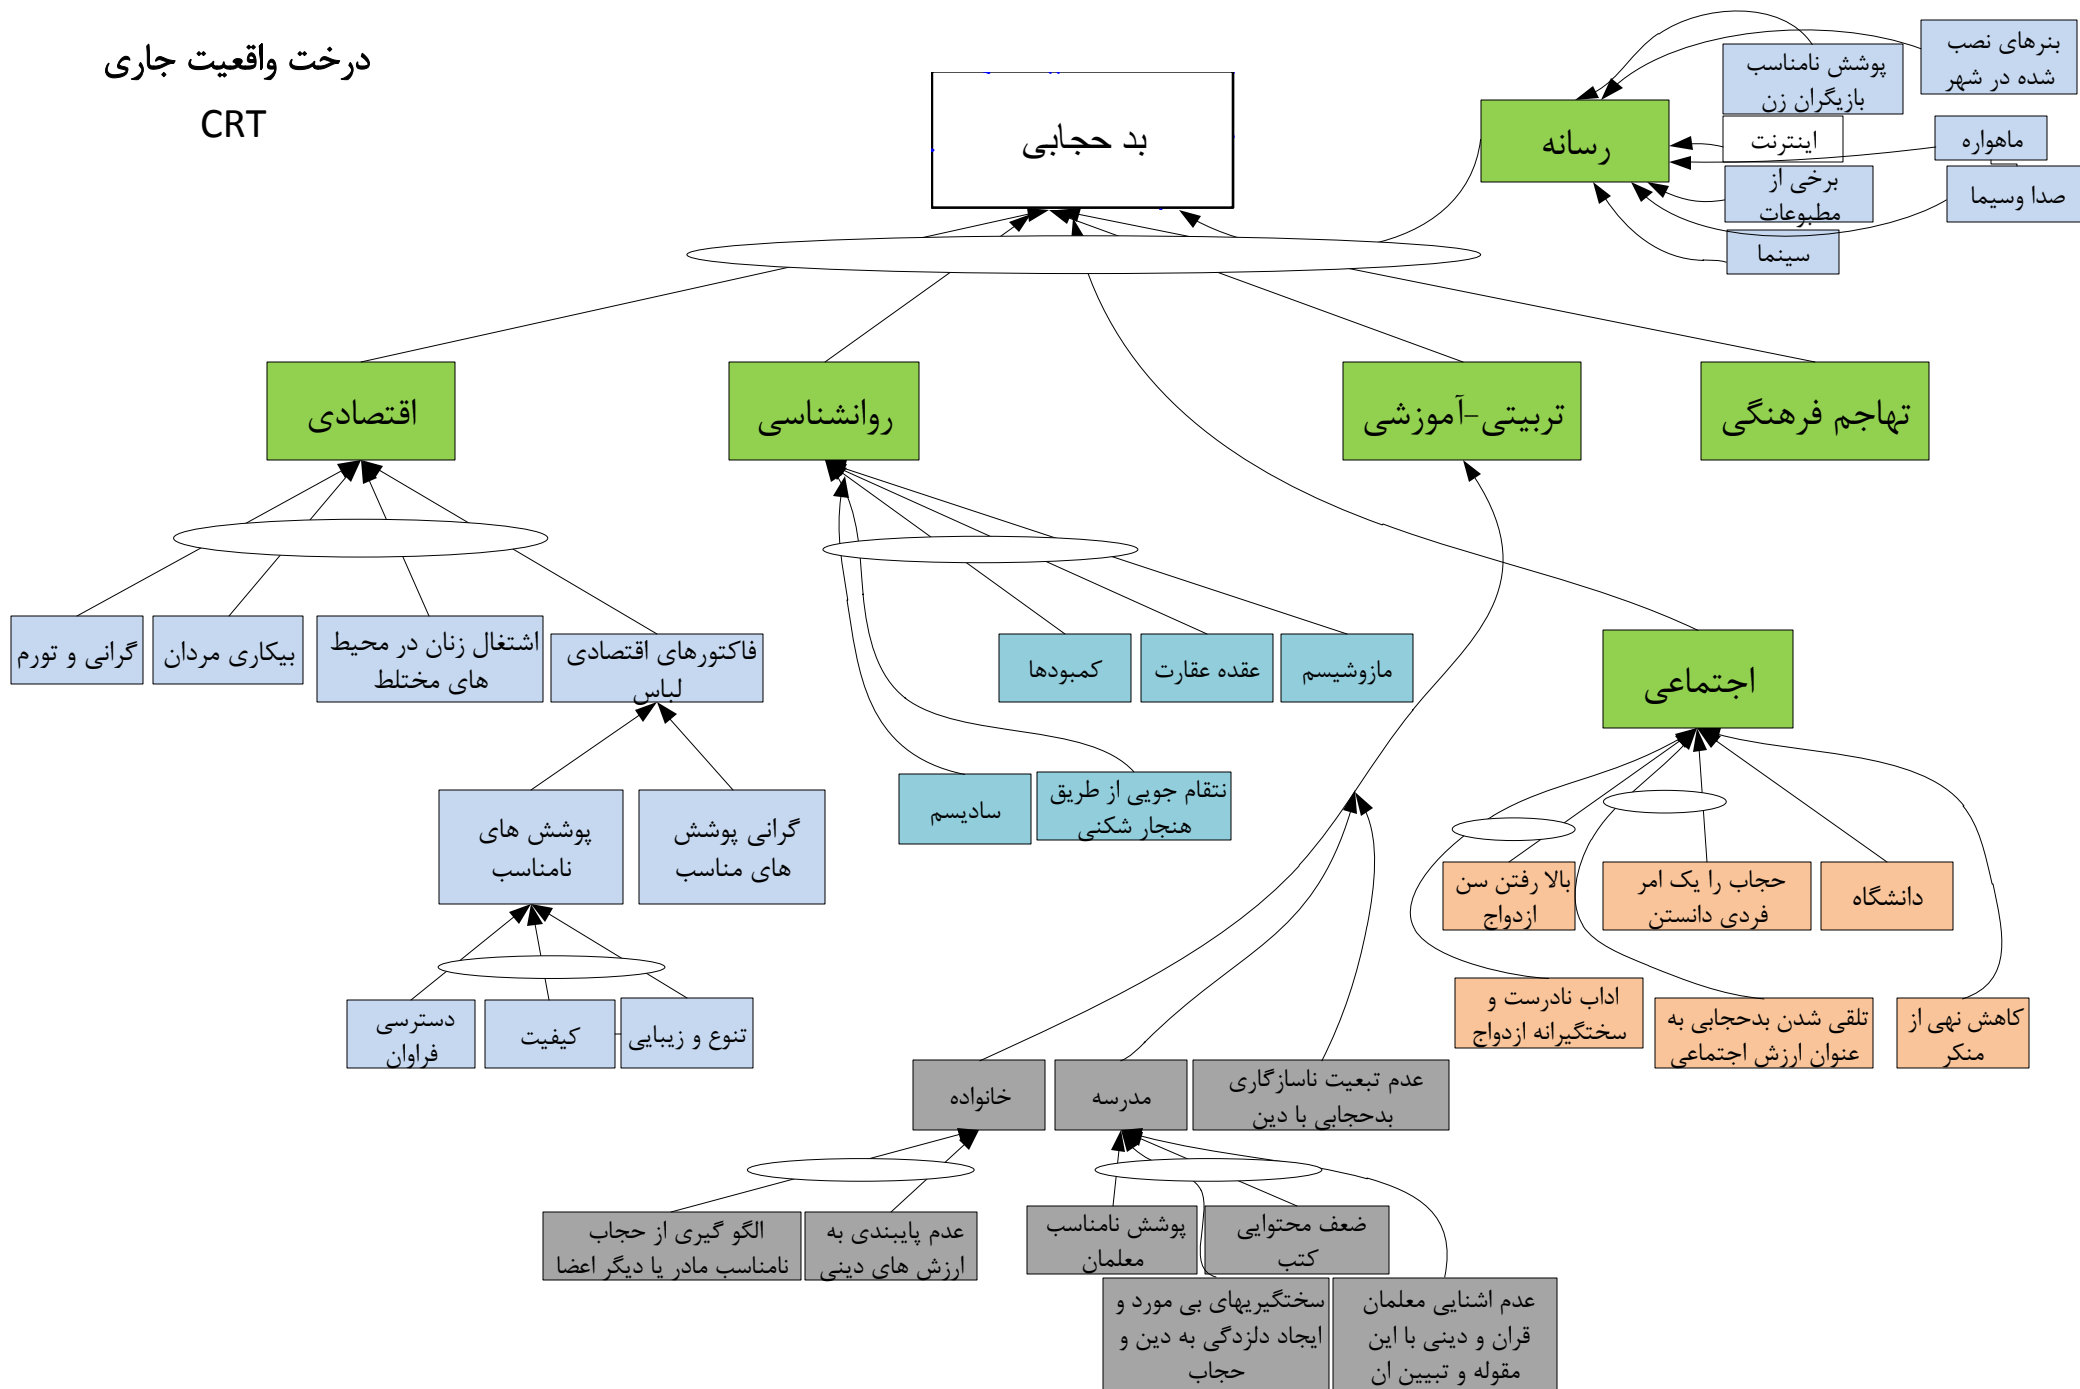 درخت واقعیت جاری
CRT
بد حجابی
رسانه
پوشش نامناسب
بازیگران زن
بنرهای نصب
شده در شهر
اینترنت
ماهواره
برخی از
مطبوعات
صدا وسیما
سینما
اقتصادی
روانشناسی
تربیتی-آموزشی
تهاجم فرهنگی
گرانی و تورم
بیکاری مردان
اشتغال زنان در محیط
های مختلط
فاکتورهای اقتصادی
لباس
کمبودها
عقده عقارت
مازوشیسم
اجتماعی
سادیسم
نتقام جویی از طریق
هنجار شکنی
پوشش های
نامناسب
گرانی پوشش
های مناسب
بالا رفتن سن
ازدواج
حجاب را یک امر
فردی دانستن
دانشگاه
دسترسی
فراوان
کیفیت
تنوع و زیبایی
اداب نادرست و
سختگیرانه ازدواج
تلقی شدن بدحجابی به
عنوان ارزش اجتماعی
کاهش نهی از
منکر
خانواده
مدرسه
عدم تبعیت ناسازگاری
بدحجابی با دین
الگو گیری از حجاب
نامناسب مادر یا دیگر اعضا
عدم پایبندی به
ارزش های دینی
پوشش نامناسب
معلمان
ضعف محتوایی
کتب
سختگیریهای بی مورد و
ایجاد دلزدگی به دین و
حجاب
عدم اشنایی معلمان
قران و دینی با این
مقوله و تبیین ان